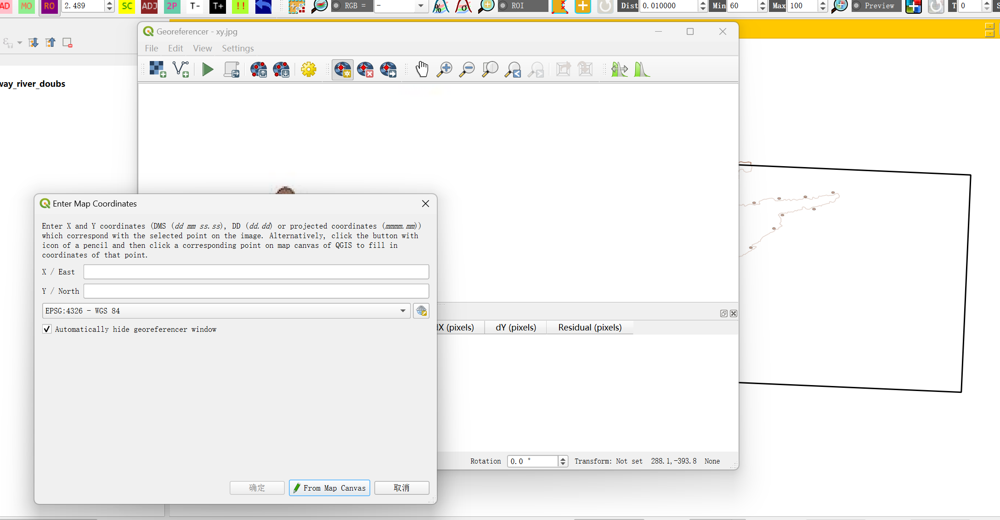 AD MO RO 2.489 SC ADJ 2P T- T+ !! RGB = - % σ ROI Dist 0.010000 Min 60 Max 100 Preview T 0 S
Georeferencer - xy.jpg
File Edit View Settings
way_river_doubs
Enter Map Coordinates
Enter X and Y coordinates (DMS (dd mm ss.ss), DD (dd.dd) or projected coordinates (mmmm.mm))
which correspond with the selected point on the image. Alternatively, click the button with
icon of a pencil and then click a corresponding point on map canvas of QGIS to fill in
coordinates of that point.
X / East
Y / North
EPSG:4326 - WGS 84
Automatically hide georeferencer window
dX (pixels) dY (pixels) Residual (pixels)
Rotation 0.0 ° Transform: Not set 288.1,-393.8 None
确定 From Map Canvas 取消